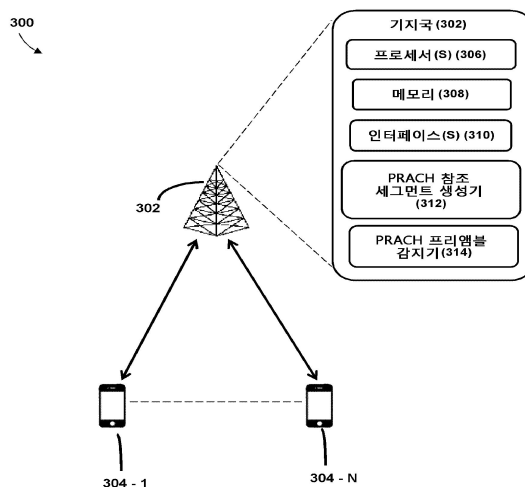 300
기지국 (302)
프로세서 (S) (306)
메모리 (308)
인터페이스 (S) (310)
PRACH 참조
세그먼트 생성기
(312)
PRACH 프리앰블
감지기 (314)
302
304 - 1
304 - N